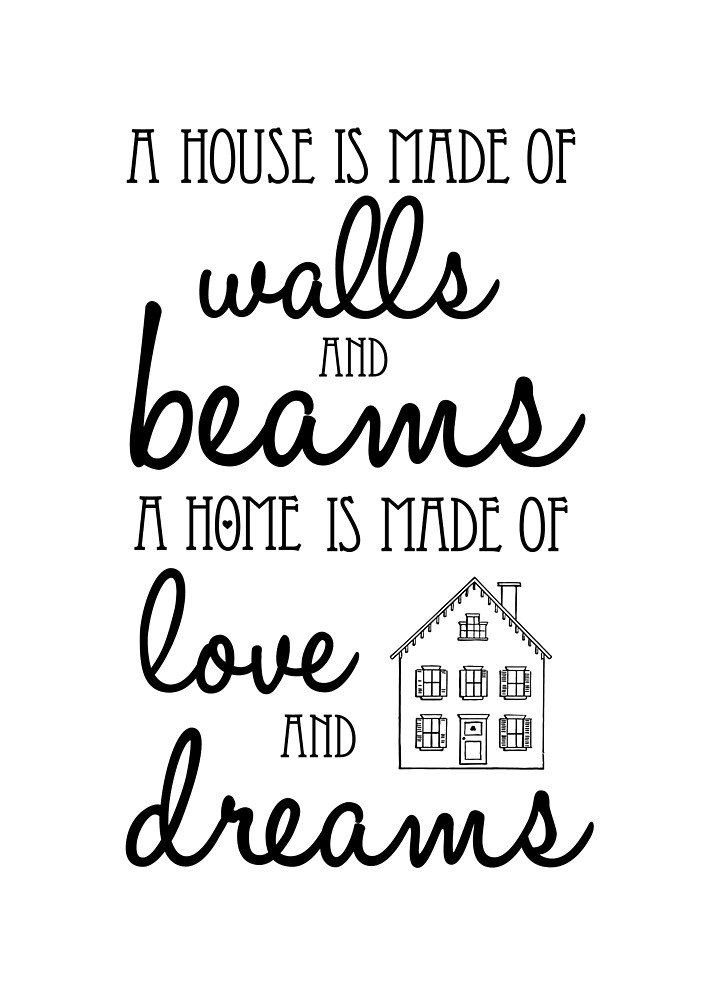 A HOUSE IS MADE OF
walls
AND
beams
A HOME IS MADE OF
love
AND
dreams